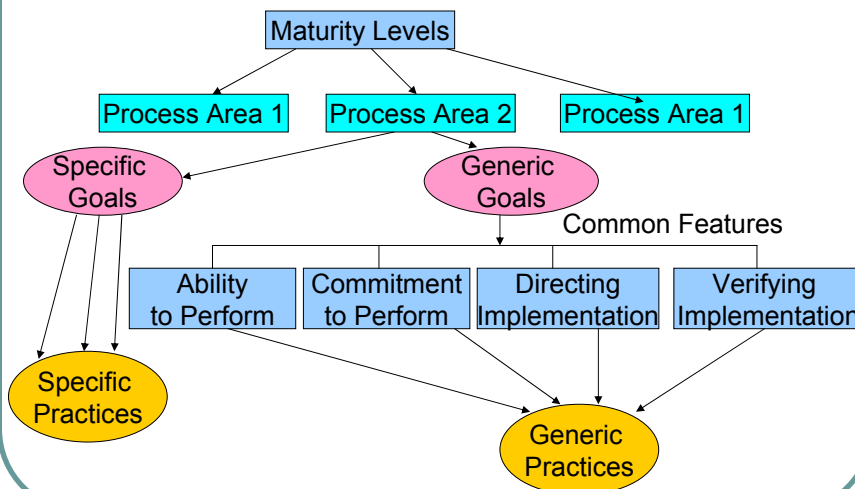 Maturity Levels
Process Area 1
Process Area 2
Process Area 1
Specific
Goals
Generic
Goals
Common Features
Ability
to Perform
Commitment
to Perform
Directing
Implementation
Verifying
Implementation
Specific
Practices
Generic
Practices